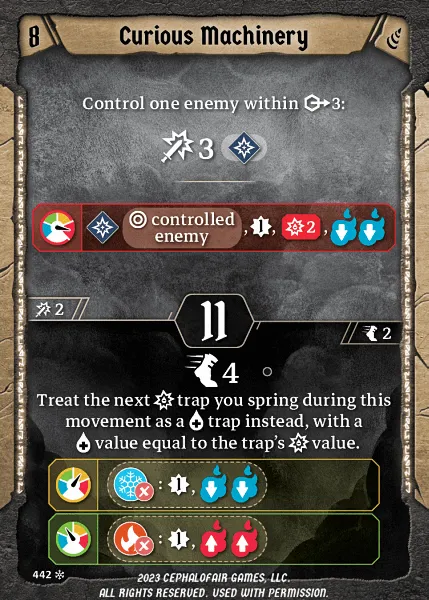 8 Curious Machinery
Control one enemy within 3:
3
controlled
enemy , 1 , 2 ,
2
11
2
4
Treat the next trap you spring during this
movement as a trap instead, with a
value equal to the trap's value.
: 1 ,
: 1 ,
442
2023 CEPHALOFAIR GAMES, LLC.
ALL RIGHTS RESERVED. USED WITH PERMISSION.